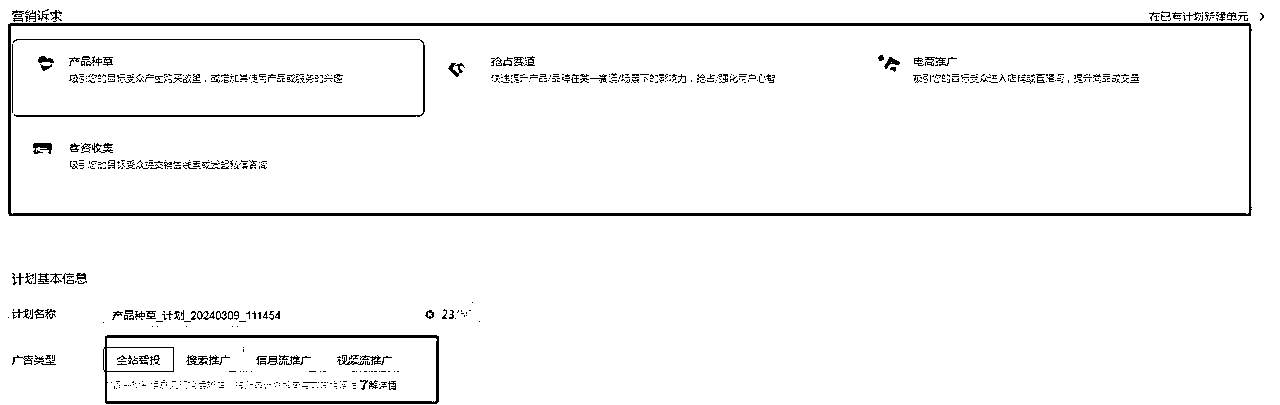 营销诉求
在已有计划新建单元 >
产品种草
吸引您的目标受众产生购买欲望，或增加其使用产品或服务的兴趣
抢占赛道
快速提升产品/品牌在某一赛道/场景下的影响力，抢占/强化用户心智
电商推广
吸引您的目标受众进入店铺或直播间，提升商品成交量
客资收集
吸引您的目标受众提交销售线索或发起私信咨询
计划基本信息
计划名称
产品种草_计划_20240309_111454
23/50
广告类型
全站智投
搜索推广
信息流推广
视频流推广
了解详情